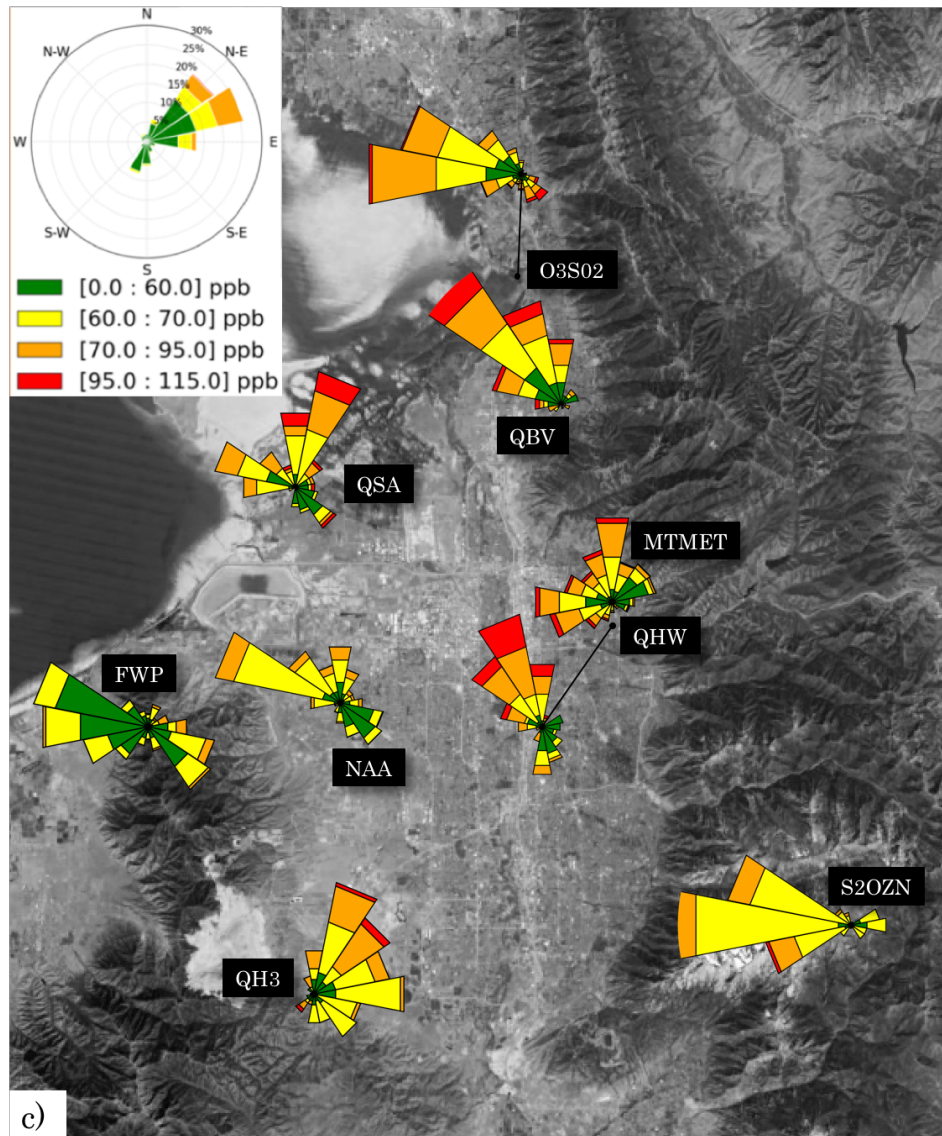 N
N-W
30%
N-E
25%
20%
15%
10%
5%
W
E
S-W
S-E
S
[0.0 : 60.0] ppb
[60.0 : 70.0] ppb
[70.0 : 95.0] ppb
[95.0 : 115.0] ppb
O3S02
QBV
QSA
MTMET
QHW
FWP
NAA
S2OZN
QH3
c)